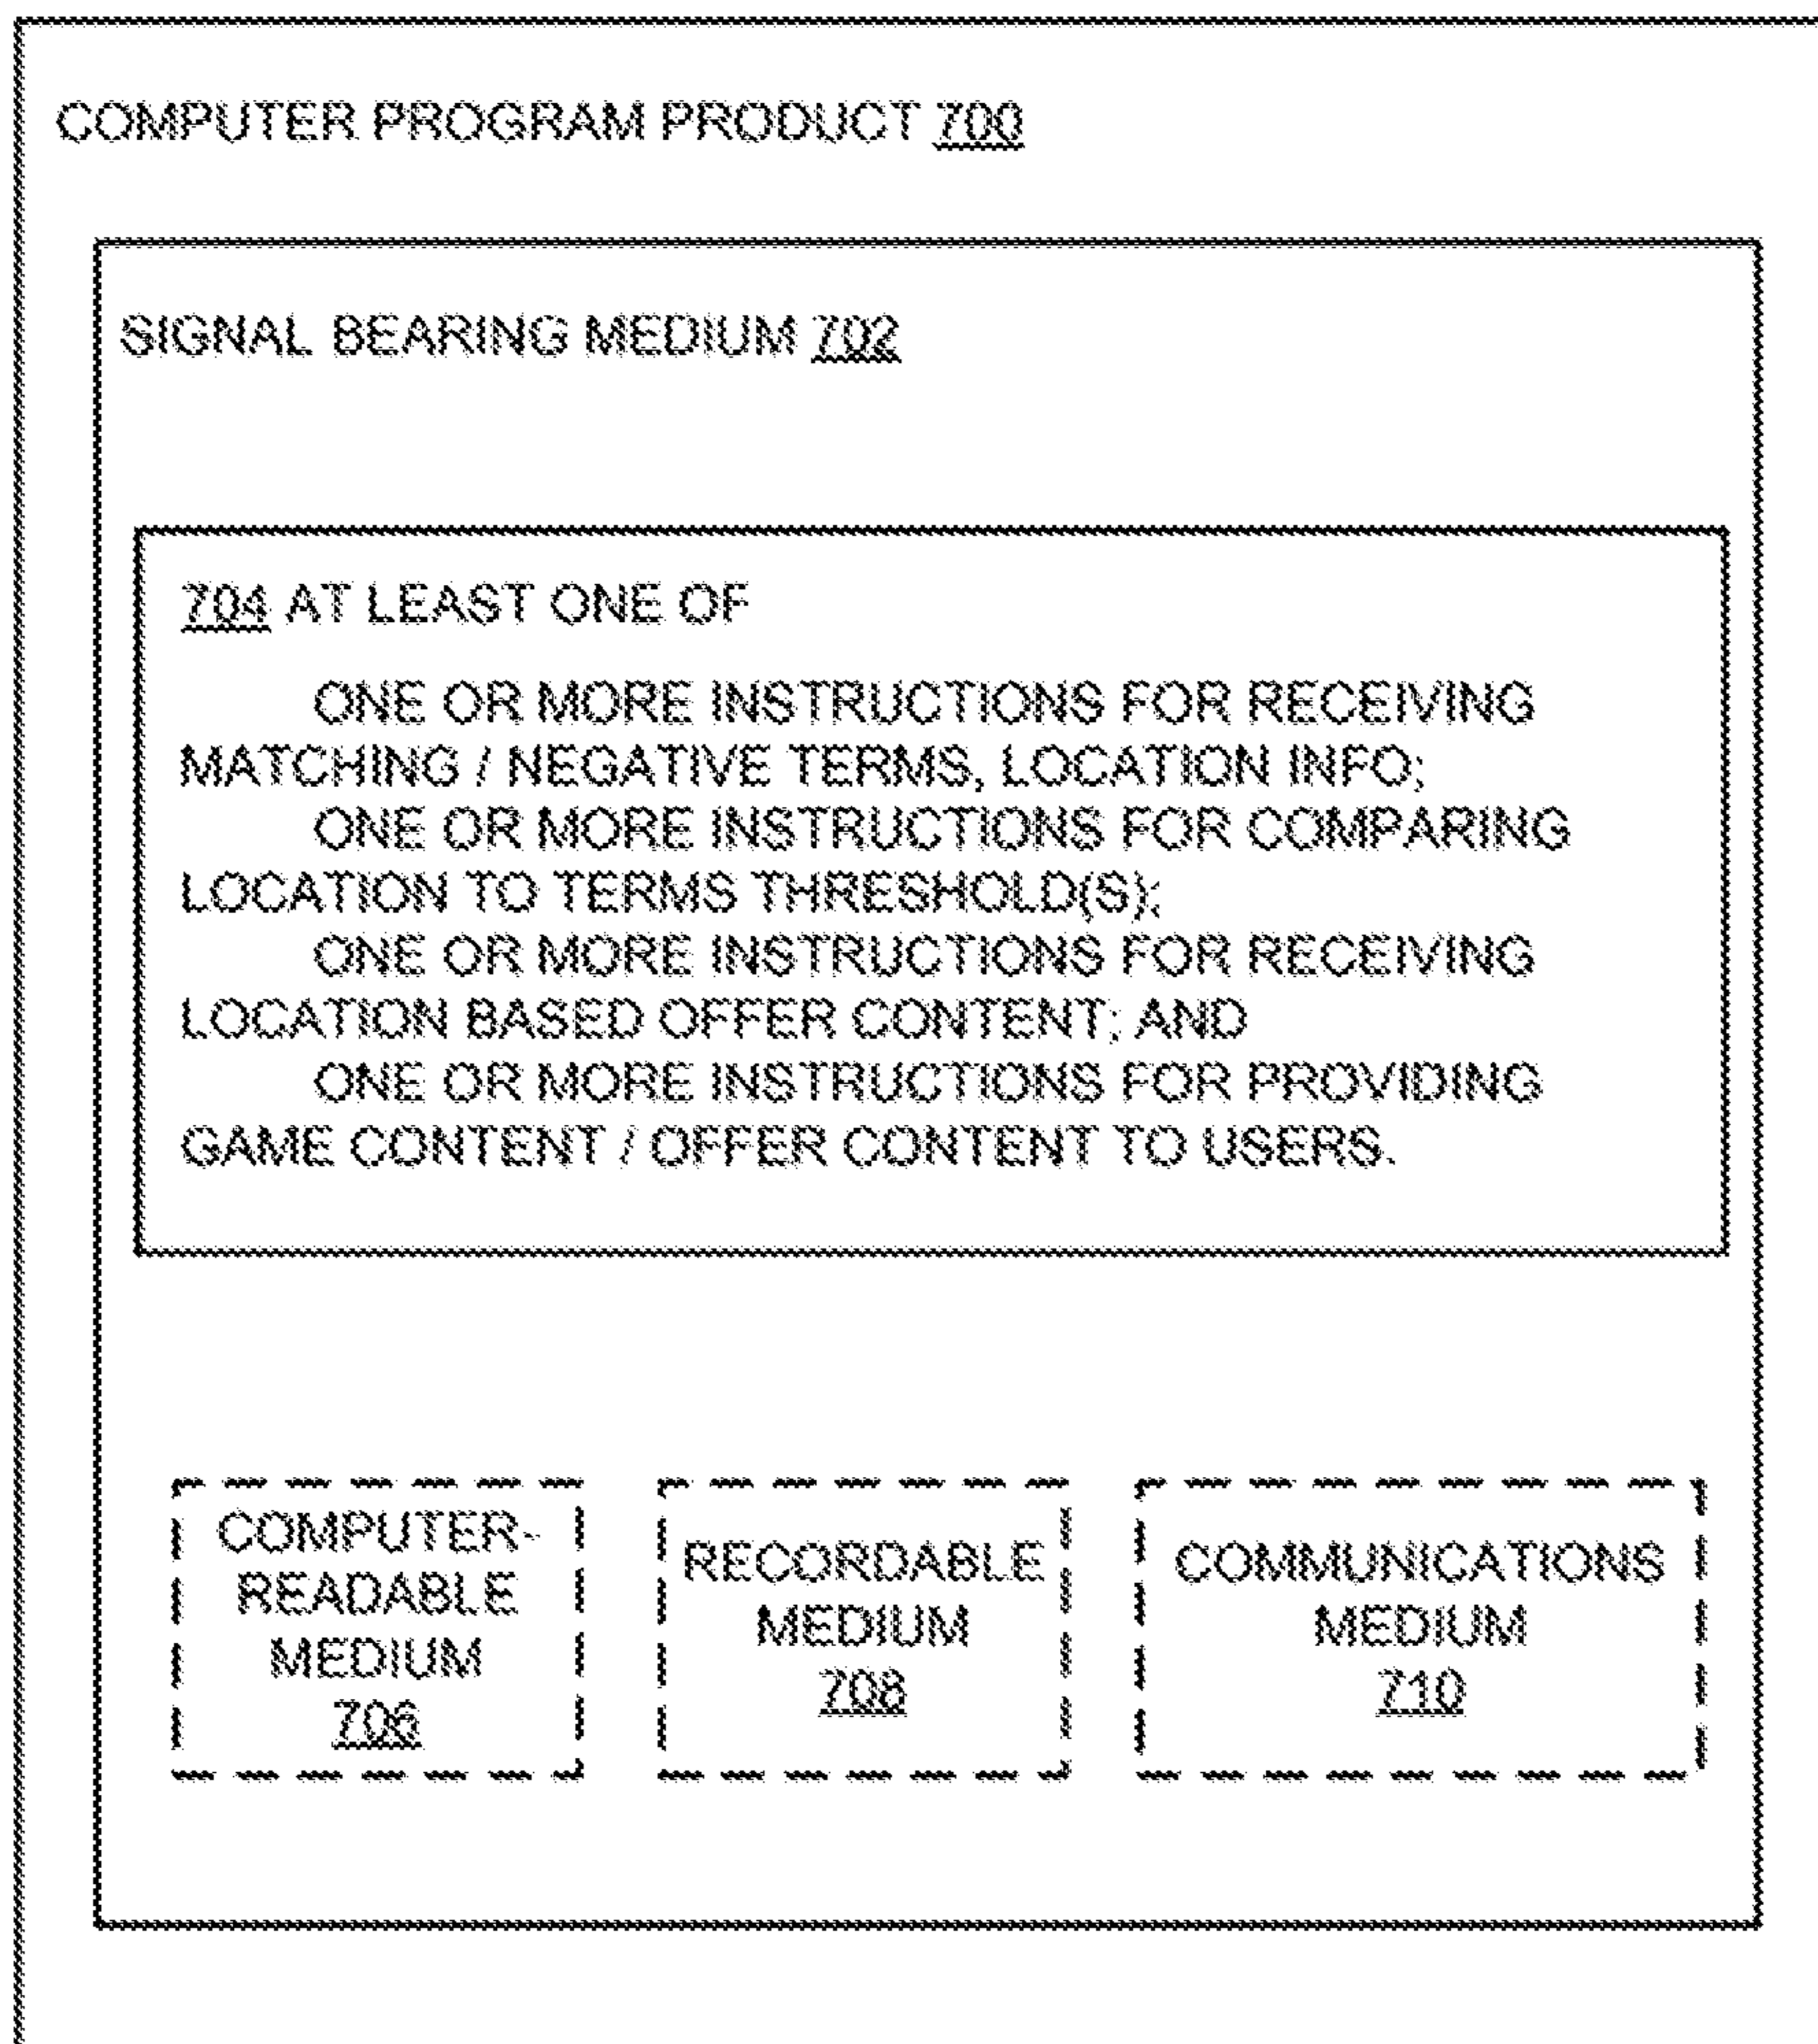 COMPUTER PROGRAM PRODUCT 700
SIGNAL BEARING MEDIUM 702
704 AT LEAST ONE OF
ONE OR MORE INSTRUCTIONS FOR RECEIVING
MATCHING / NEGATIVE TERMS, LOCATION INFO;
ONE OR MORE INSTRUCTIONS FOR COMPARING
LOCATION TO TERMS THRESHOLD(S);
ONE OR MORE INSTRUCTIONS FOR RECEIVING
LOCATION BASED OFFER CONTENT; AND
ONE OR MORE INSTRUCTIONS FOR PROVIDING
GAME CONTENT / OFFER CONTENT TO USERS.
COMPUTER-
READABLE
MEDIUM
706
RECORDABLE
MEDIUM
708
COMMUNICATIONS
MEDIUM
710